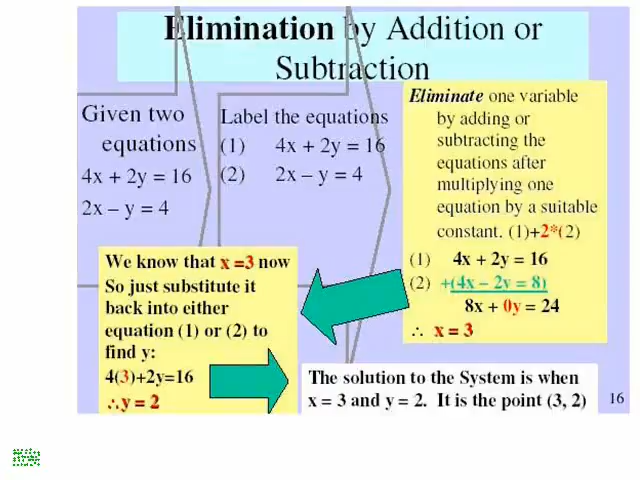 Elimination by Addition or
Subtraction
Given two
equations
4x + 2y = 16
2x – y = 4
Label the equations
(1) 4x + 2y = 16
(2) 2x – y = 4
Eliminate one variable
by adding or
subtracting the
equations after
multiplying one
equation by a suitable
constant. (1)+2*(2)
(1) 4x + 2y = 16
(2) +(4x – 2y = 8)
8x + 0y = 24
∴ x = 3
We know that x =3 now
So just substitute it
back into either
equation (1) or (2) to
find y:
4(3)+2y=16
∴y = 2
The solution to the System is when
x = 3 and y = 2. It is the point (3, 2)
16